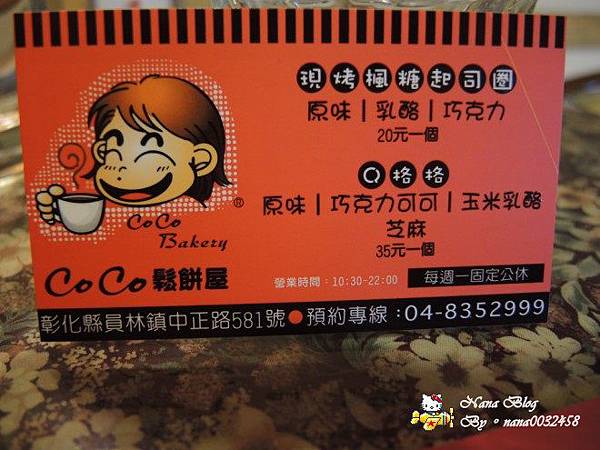 現烤楓糖起司圈
原味|乳酪|巧克力
20元一個
Q格格
原味|巧克力可可|玉米乳酪
芝麻
35元一個
CoCo
Bakery
®
CoCo鬆餅屋
營業時間：10:30-22:00
每週一固定公休
彰化縣員林鎮中正路581號●預約專線：04-8352999
Nana Blog
By。nana0032458